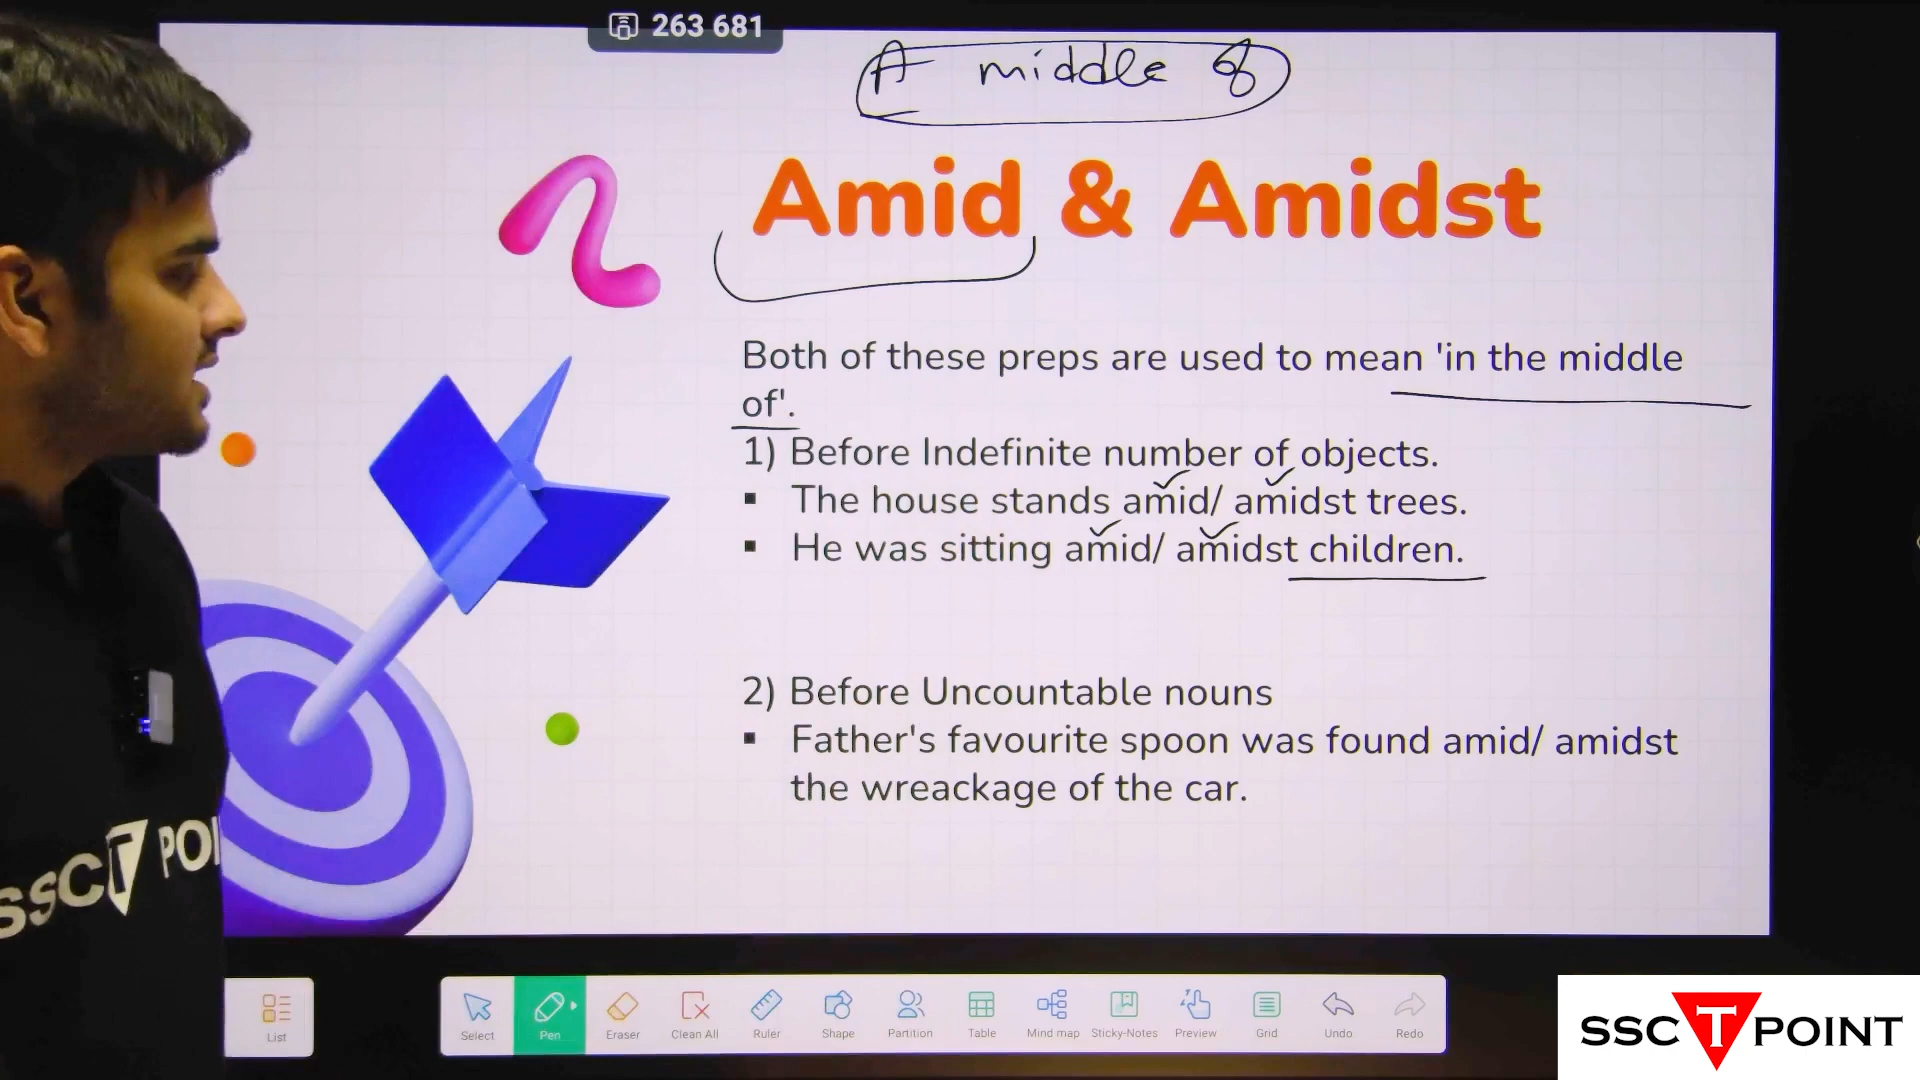 263 681
A middle of
Amid & Amidst
Both of these preps are used to mean 'in the middle
of'.
1) Before Indefinite number of objects.
▪ The house stands amid/ amidst trees.
▪ He was sitting amid/ amidst children.
2) Before Uncountable nouns
▪ Father's favourite spoon was found amid/ amidst
the wreackage of the car.
SSC T POI
List
Select Pen Eraser Clean All Ruler Shape Partition Table Mind map Sticky-Notes Preview Grid Undo Redo
SSC T POINT